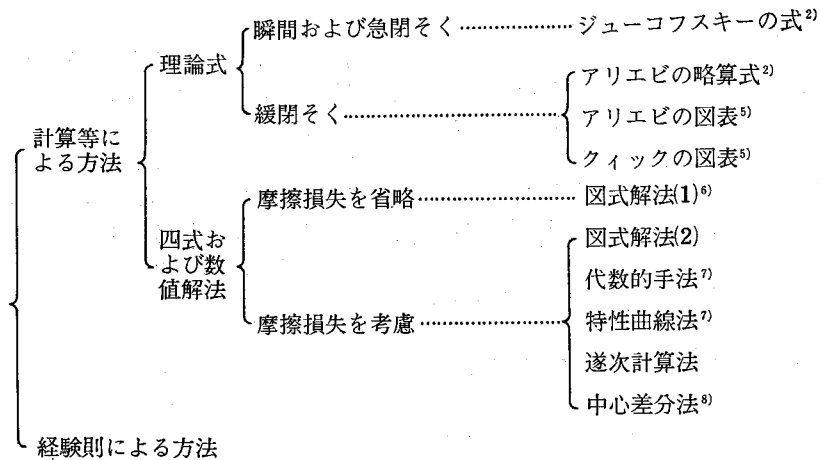 瞬間および急閉そく……………ジューコフスキーの式²⁾
理論式
アリエビの略算式²⁾
緩閉そく……………………アリエビの図表⁵⁾
クィックの図表⁵⁾
計算等に
よる方法
摩擦損失を省略………………図式解法(1)⁶⁾
四式お
よび数
値解法
図式解法(2)
代数的手法⁷⁾
摩擦損失を考慮………………特性曲線法⁷⁾
遂次計算法
中心差分法⁸⁾
経験則による方法